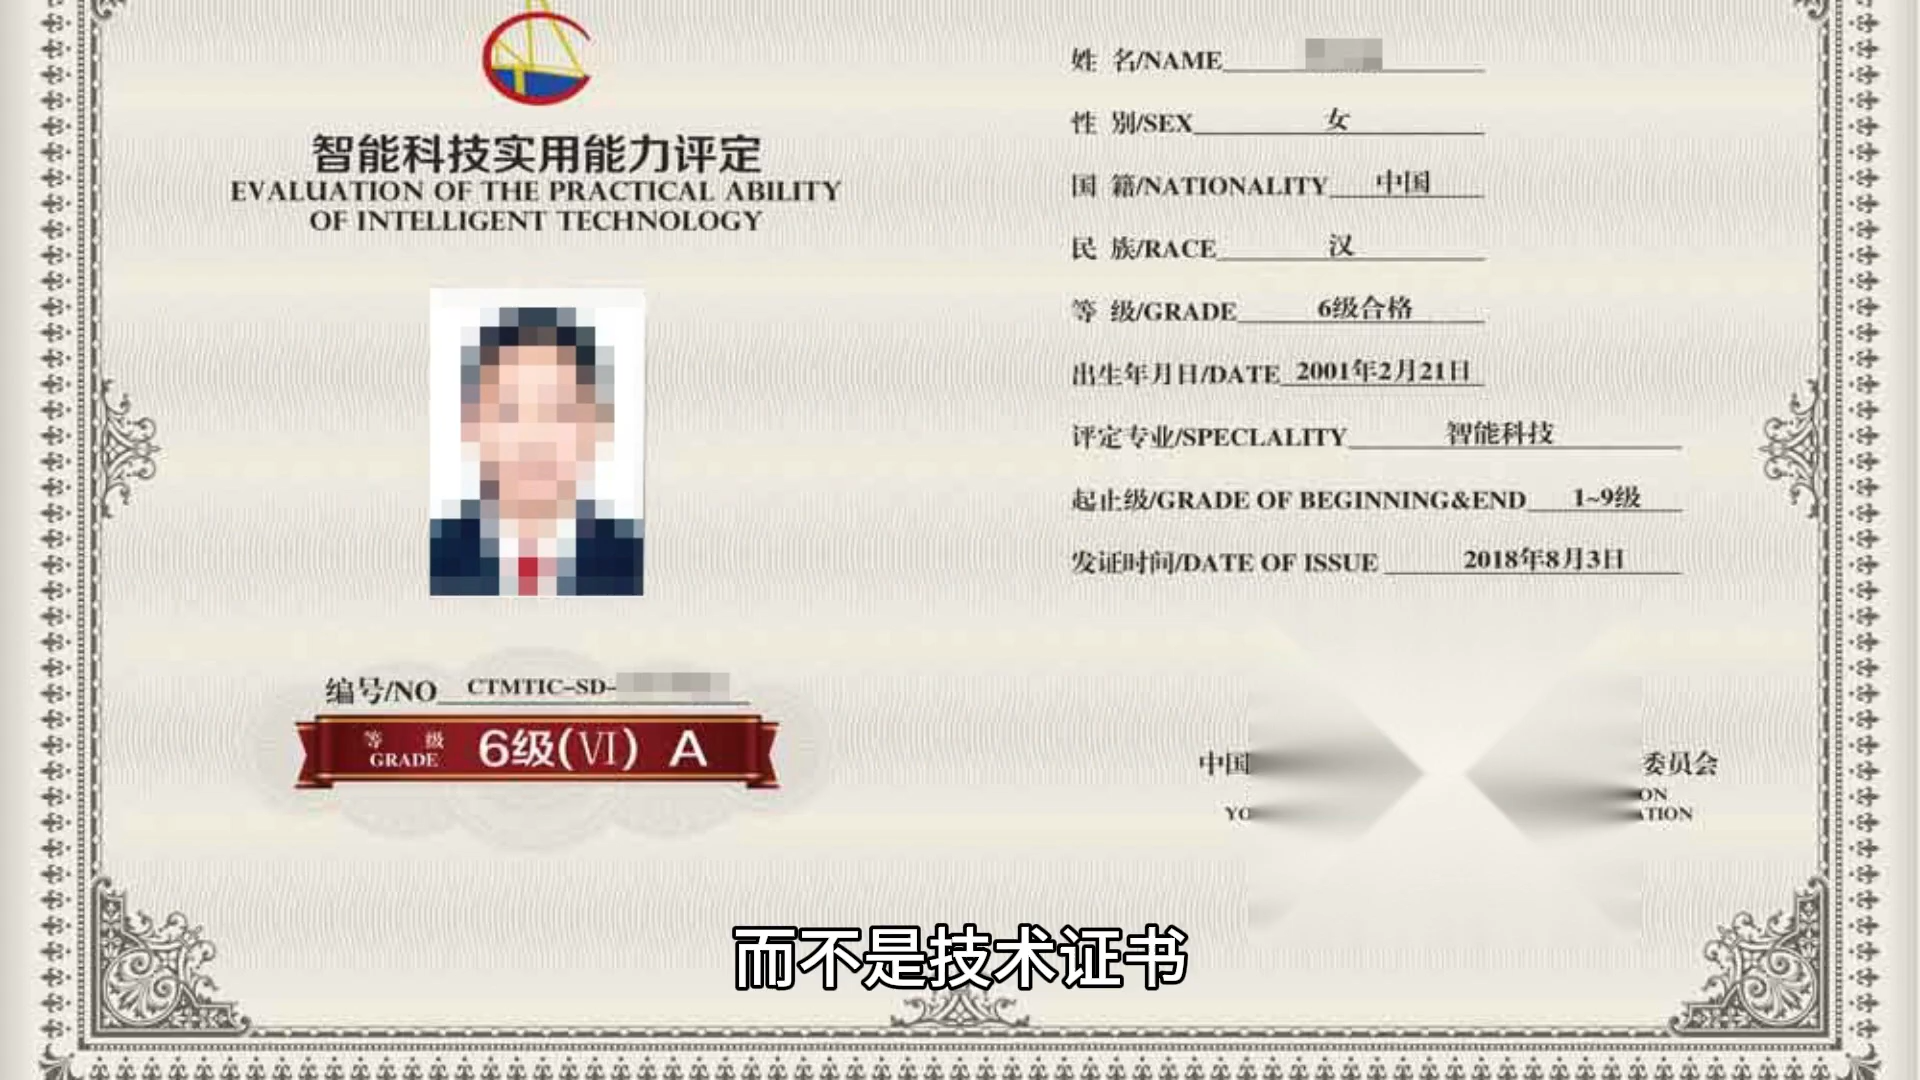 智能科技实用能力评定
EVALUATION OF THE PRACTICAL ABILITY
OF INTELLIGENT TECHNOLOGY
编号/NO CTMTIC-SD-
等 级
GRADE
6级(Ⅵ) A
姓 名/NAME
性 别/SEX 女
国 籍/NATIONALITY 中国
民 族/RACE 汉
等 级/GRADE 6级合格
出生年月日/DATE 2001年2月21日
评定专业/SPECLALITY 智能科技
起止级/GRADE OF BEGINNING&END 1~9级
发证时间/DATE OF ISSUE 2018年8月3日
中国 委员会
而不是技术证书